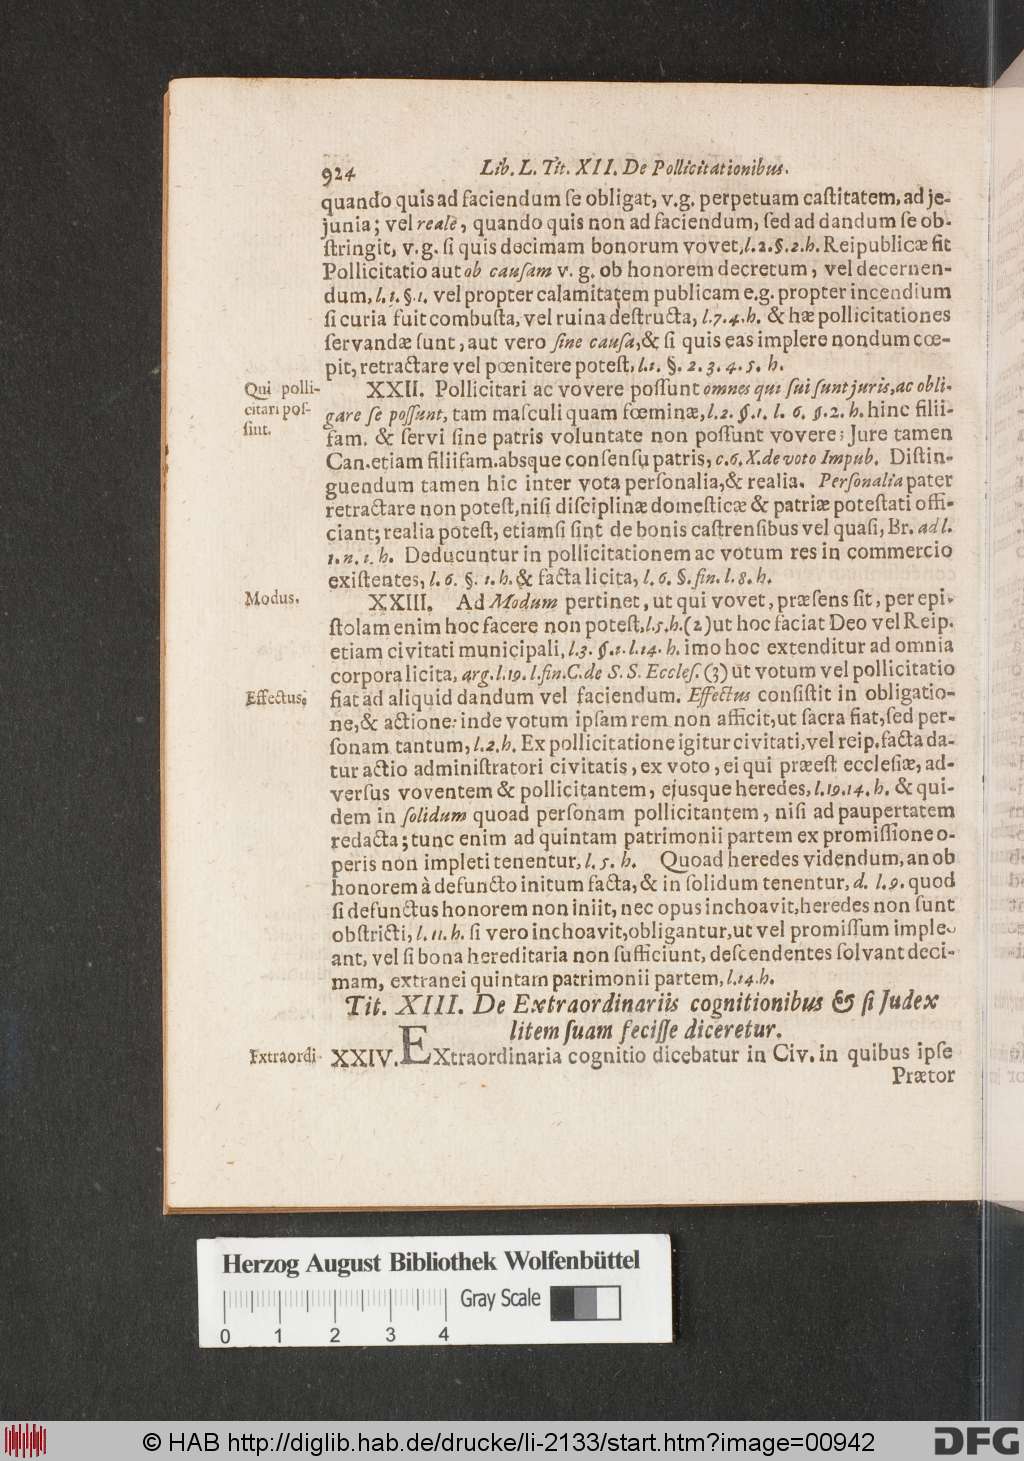 924 Lib. L. Tit. XII. De Pollicitationibus.
quando quis ad faciendum ſe obligat, v.g. perpetuam caſtitatem, ad je-
junia; vel reale, quando quis non ad faciendum, ſed ad dandum ſe ob-
ſtringit, v.g. ſi quis decimam bonorum vovet, l.2.§.2.h. Reipublicæ fit
Pollicitatio aut ob cauſam v. g. ob honorem decretum, vel decernen-
dum, l.1.§.1. vel propter calamitatem publicam e.g. propter incendium
ſi curia fuit combuſta, vel ruina deſtructa, l.7.4.h. & hæ pollicitationes
ſervandæ ſunt, aut vero ſine cauſa, & ſi quis eas implere nondum cœ-
pit, retractare vel pœnitere poteſt, l.1. §. 2. 3. 4. 5. h.
Qui polli-
citari poſ-
ſint.
XXII. Pollicitari ac vovere poſſunt omnes qui ſui ſunt juris, ac obli-
gare ſe poſſunt, tam maſculi quam fœminæ, l.2. §.1. l. 6. §.2. h. hinc filii-
fam. & ſervi ſine patris voluntate non poſſunt vovere; Jure tamen
Can. etiam filiifam. absque conſenſu patris, c.6.X. de voto Impub. Diſtin-
guendum tamen hic inter vota perſonalia, & realia. Perſonalia pater
retractare non poteſt, niſi diſciplinæ domeſticæ & patriæ poteſtati offi-
ciant; realia poteſt, etiamſi ſint de bonis caſtrenſibus vel quaſi, Br. ad l.
1. n. 1. h. Deducuntur in pollicitationem ac votum res in commercio
exiſtentes, l. 6. §. 1. h. & facta licita, l. 6. §. fin. l. 8. h.
Modus.
XXIII. Ad Modum pertinet, ut qui vovet, præſens ſit, per epi-
ſtolam enim hoc facere non poteſt, l.5.h. (2) ut hoc faciat Deo vel Reip.
etiam civitati municipali, l.3. §.1. l.14. h. imo hoc extenditur ad omnia
corpora licita, arg. l.19. l.fin. C. de S. S. Eccleſ. (3) ut votum vel pollicitatio
Effectus.
fiat ad aliquid dandum vel faciendum. Effectus conſiſtit in obligatio-
ne, & actione: inde votum ipſam rem non afficit, ut ſacra fiat, ſed per-
ſonam tantum, l.2.h. Ex pollicitatione igitur civitati, vel reip. facta da-
tur actio adminiſtratori civitatis, ex voto, ei qui præeſt eccleſiæ, ad-
verſus voventem & pollicitantem, ejusque heredes, l.19.14. h. & qui-
dem in ſolidum quoad perſonam pollicitantem, niſi ad paupertatem
redacta; tunc enim ad quintam patrimonii partem ex promiſſione o-
peris non impleti tenentur, l. 5. h. Quoad heredes videndum, an ob
honorem à defuncto initum facta, & in ſolidum tenentur, d. l.9. quod
ſi defunctus honorem non iniit, nec opus inchoavit, heredes non ſunt
obſtricti, l. 11. h. ſi vero inchoavit, obligantur, ut vel promiſſum imple-
ant, vel ſi bona hereditaria non ſufficiunt, deſcendentes ſolvant deci-
mam, extranei quintam patrimonii partem, l.14.h.
Tit. XIII. De Extraordinariis cognitionibus & ſi Judex
litem ſuam feciſſe diceretur.
Extraordi-
XXIV. EXtraordinaria cognitio dicebatur in Civ. in quibus ipſe
Prætor
Herzog August Bibliothek Wolfenbüttel
Gray Scale
0 1 2 3 4
© HAB http://diglib.hab.de/drucke/li-2133/start.htm?image=00942
DFG